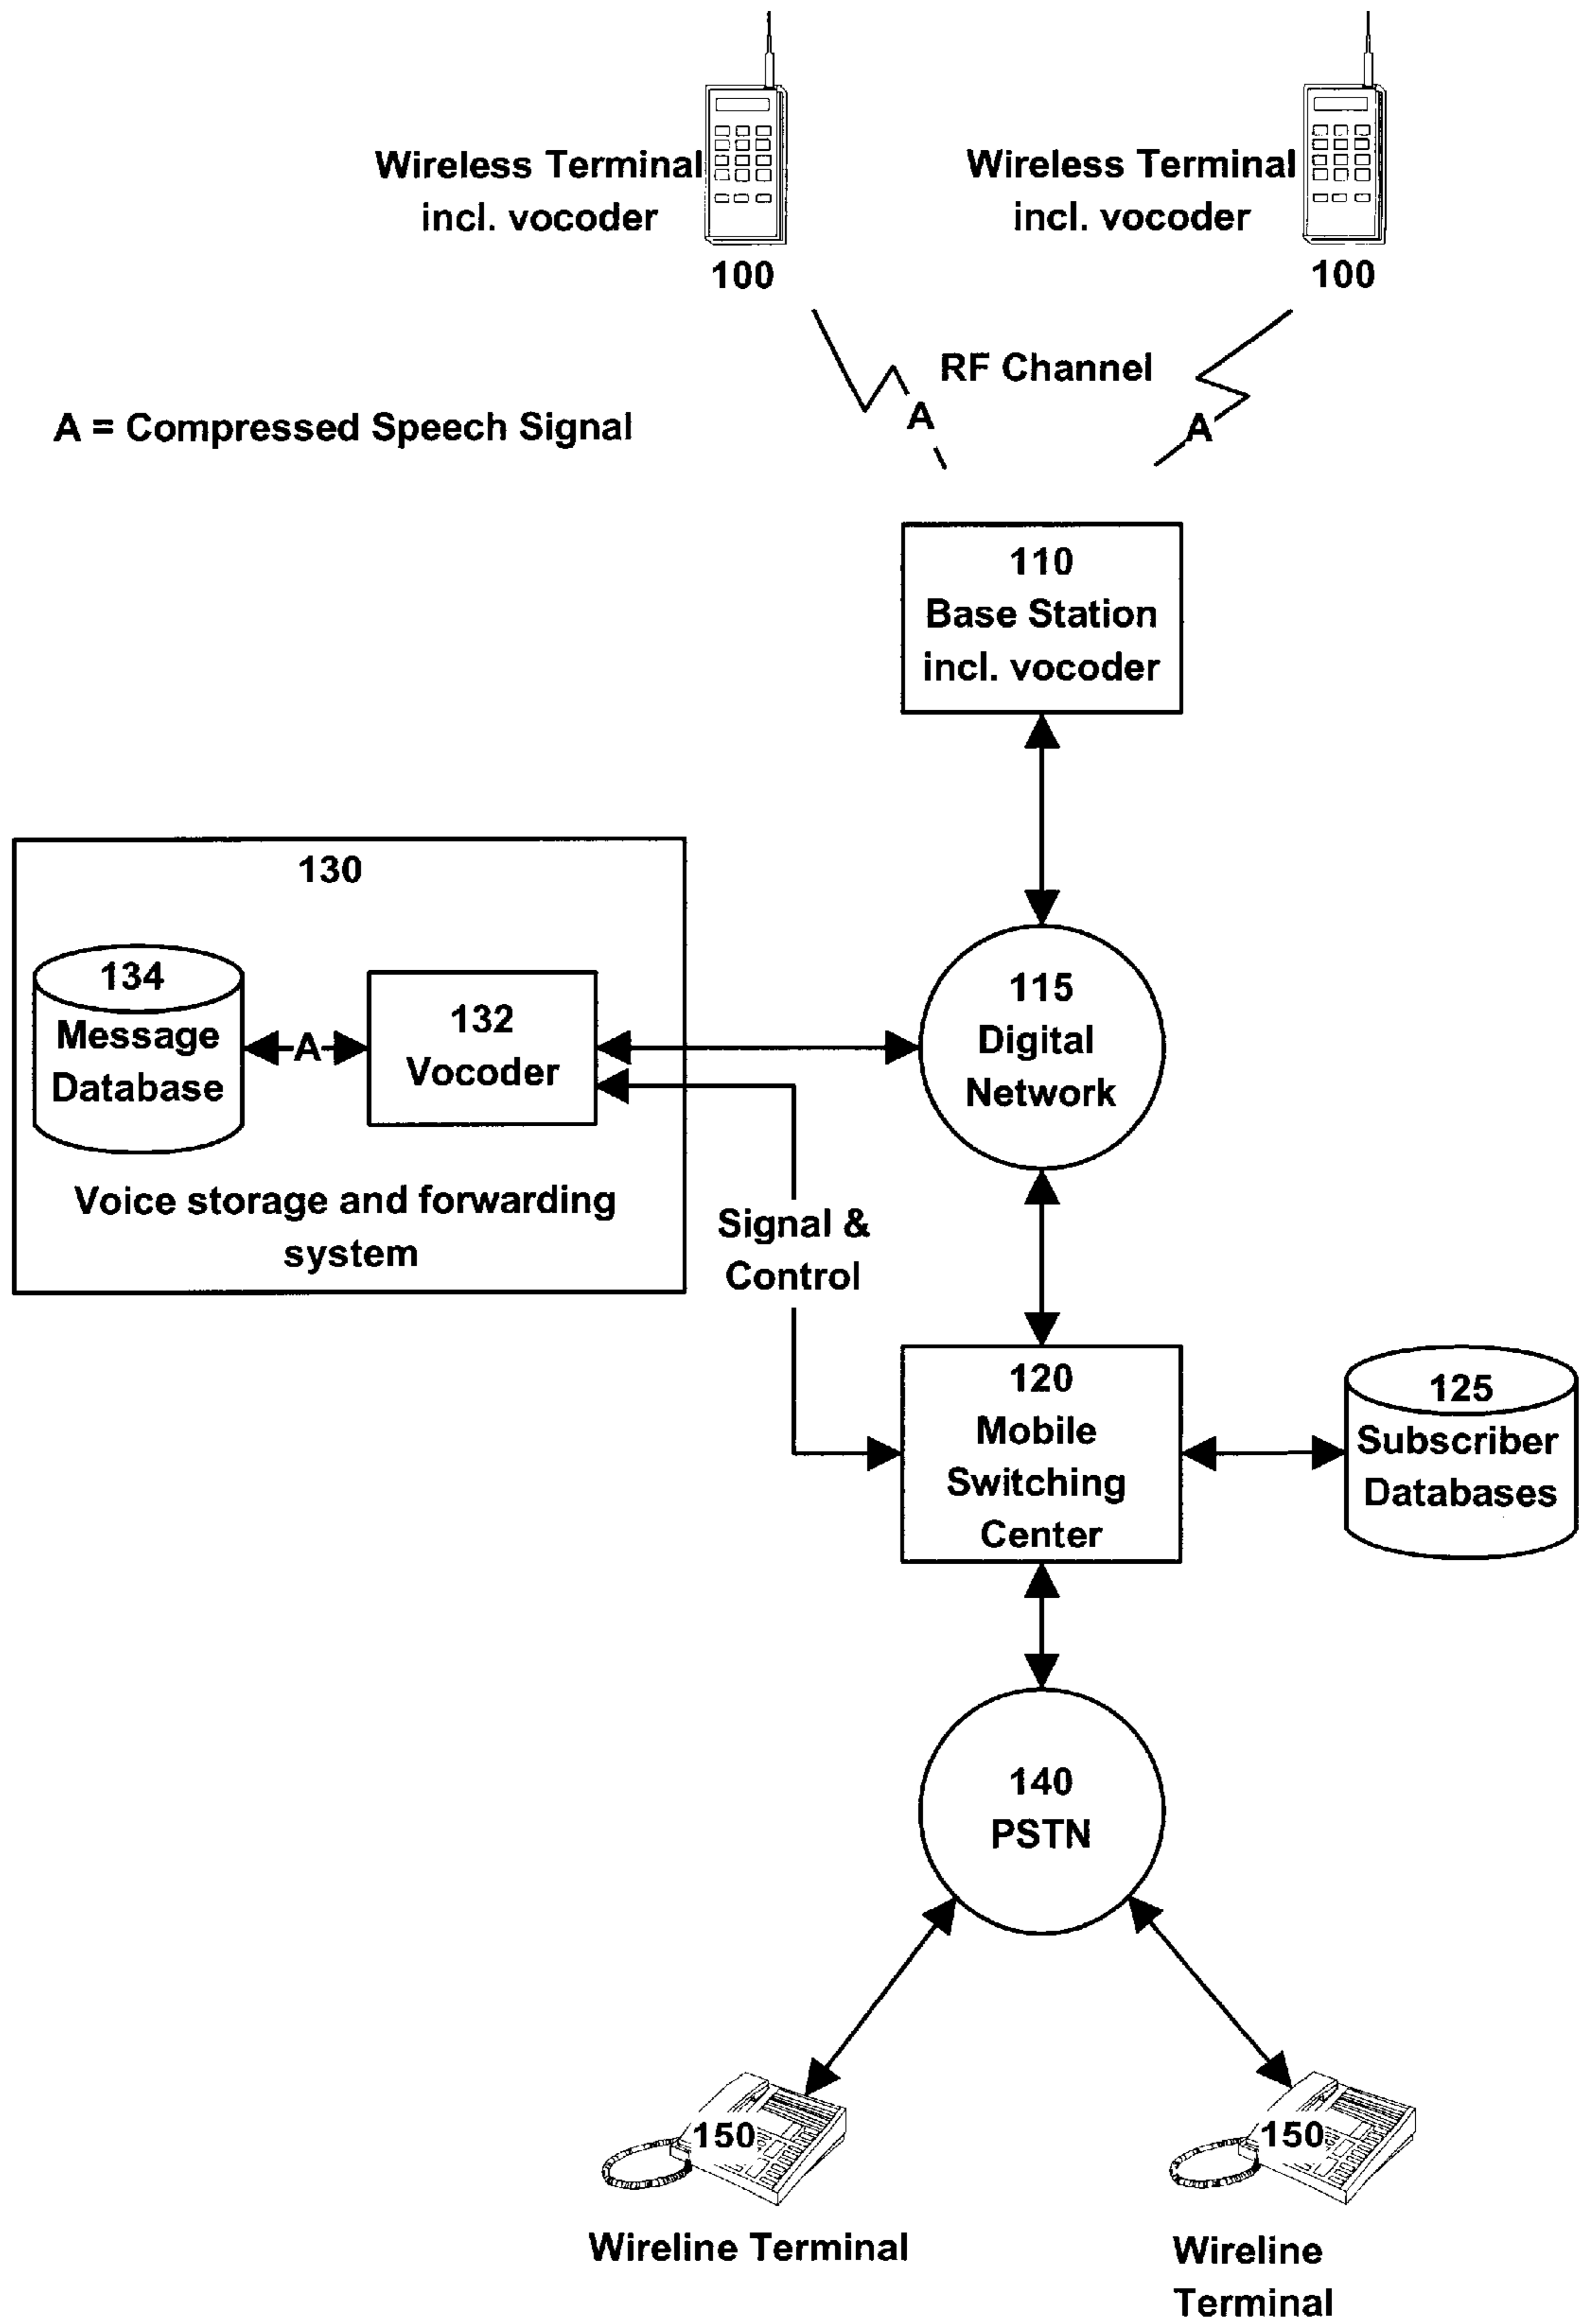 Wireless Terminal
incl. vocoder
100
Wireless Terminal
incl. vocoder
100
RF Channel
A
A
A = Compressed Speech Signal
110
Base Station
incl. vocoder
130
134
Message
Database
A
132
Vocoder
Voice storage and forwarding
system
115
Digital
Network
Signal &
Control
120
Mobile
Switching
Center
125
Subscriber
Databases
140
PSTN
150
Wireline Terminal
150
Wireline
Terminal